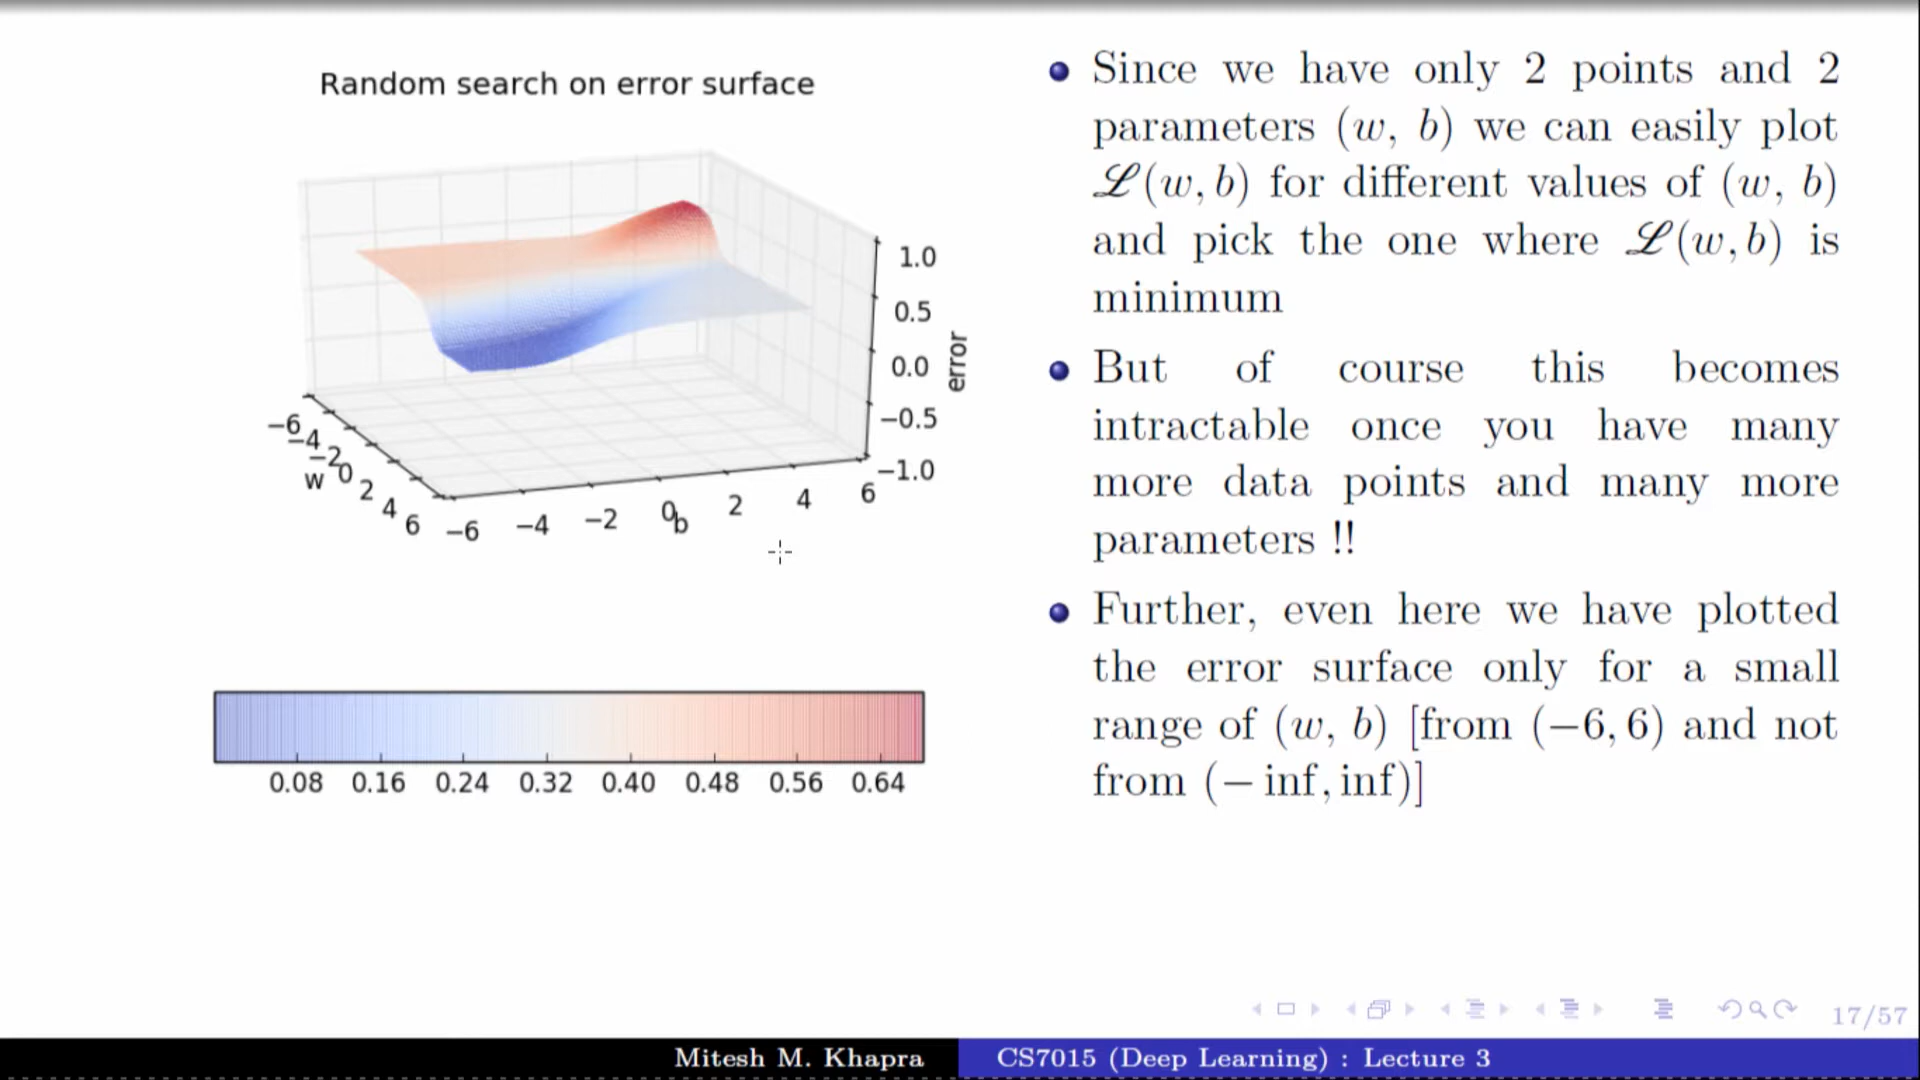 Random search on error surface
1.0
0.5
0.0
−0.5
−1.0
error
−6
−4
−2
0
2
4
6
w
−6
−4
−2
0
2
4
6
b
0.08 0.16 0.24 0.32 0.40 0.48 0.56 0.64
Since we have only 2 points and 2
parameters (w, b) we can easily plot
ℒ(w, b) for different values of (w, b)
and pick the one where ℒ(w, b) is
minimum
But of course this becomes
intractable once you have many
more data points and many more
parameters !!
Further, even here we have plotted
the error surface only for a small
range of (w, b) [from (−6, 6) and not
from (− inf, inf)]
17/57
Mitesh M. Khapra
CS7015 (Deep Learning) : Lecture 3